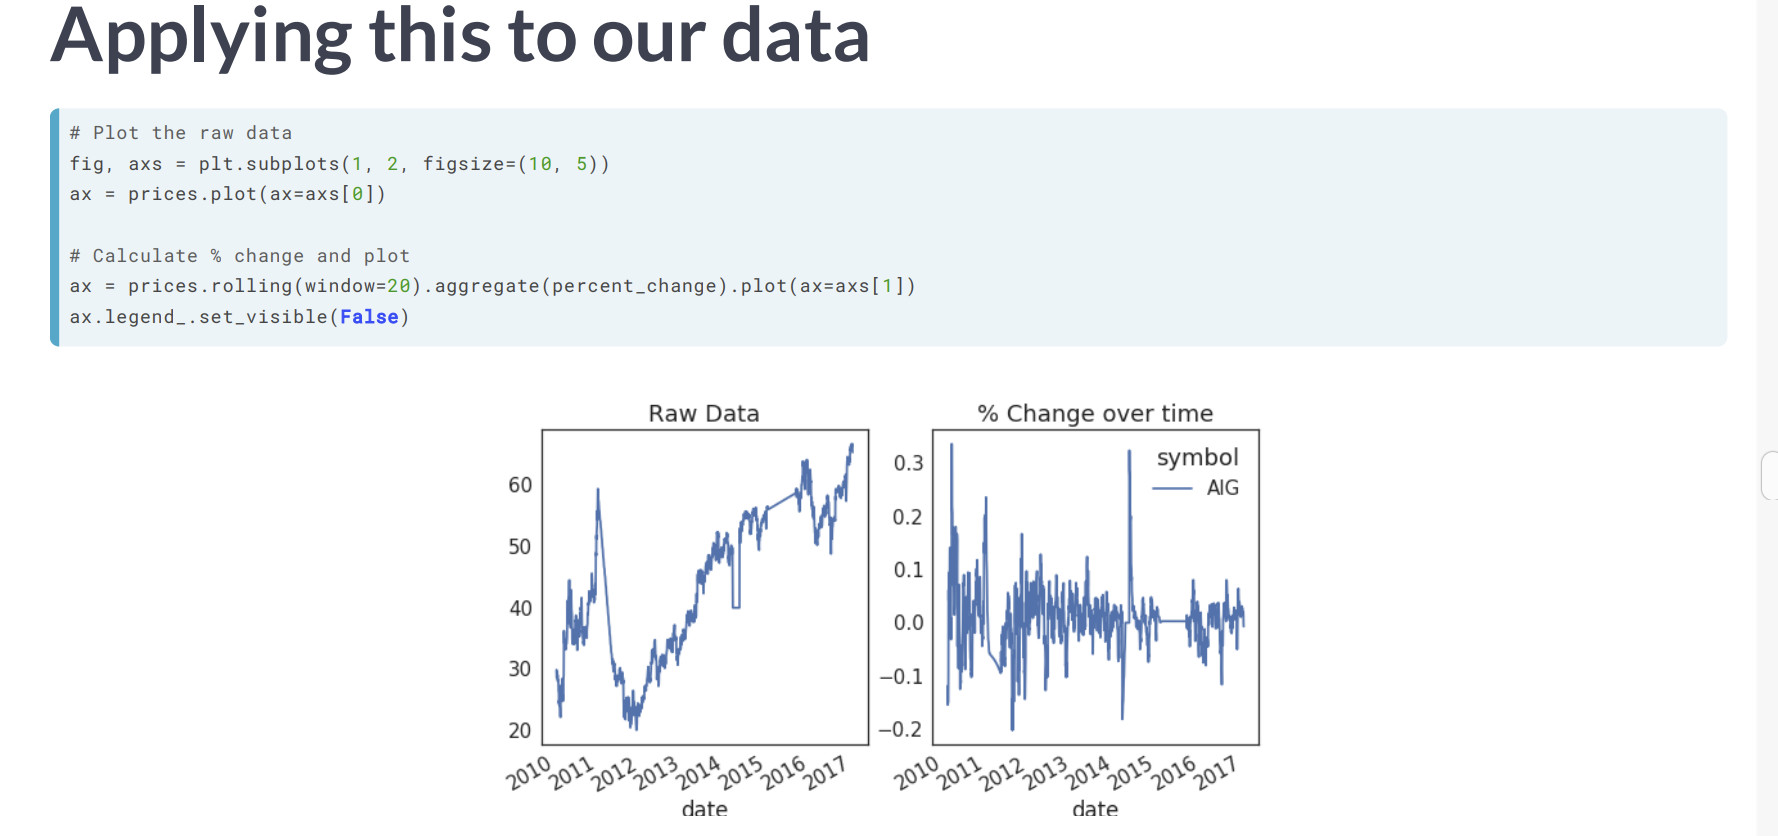 Applying this to our data
# Plot the raw data
fig, axs = plt.subplots(1, 2, figsize=(10, 5))
ax = prices.plot(ax=axs[0])
# Calculate % change and plot
ax = prices.rolling(window=20).aggregate(percent_change).plot(ax=axs[1])
ax.legend_.set_visible(False)
Raw Data
60
50
40
30
20
2010 2011 2012 2013 2014 2015 2016 2017
date
% Change over time
symbol
AIG
0.3
0.2
0.1
0.0
−0.1
−0.2
2010 2011 2012 2013 2014 2015 2016 2017
date